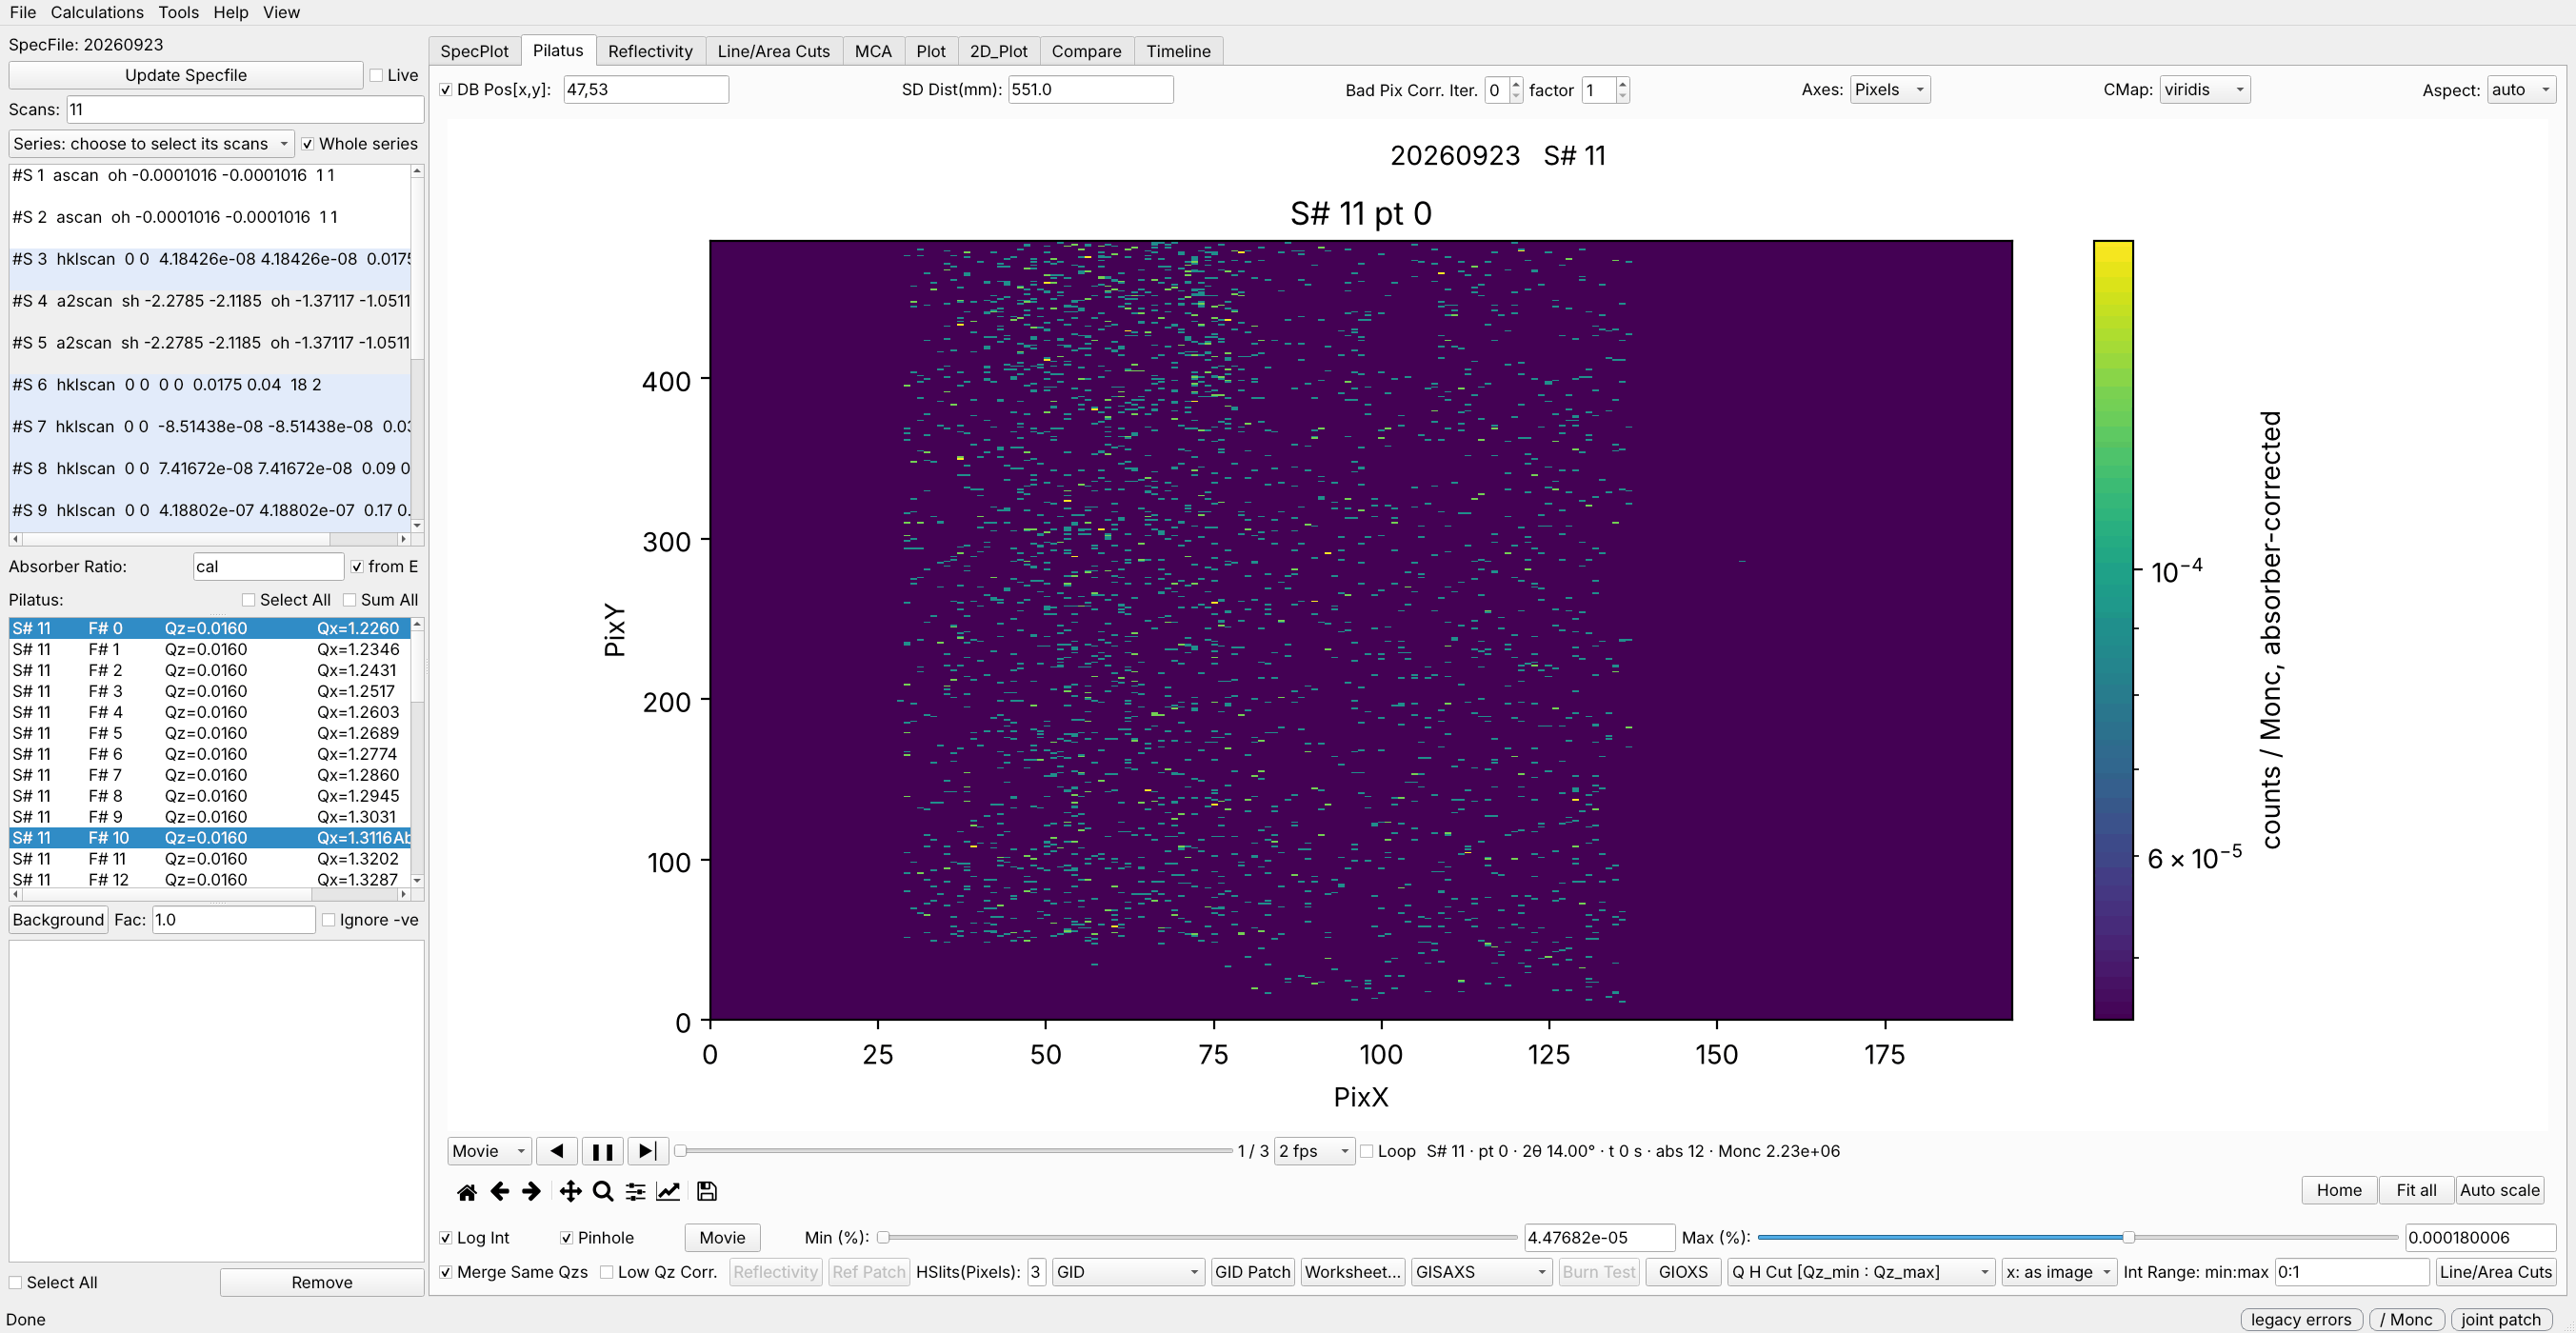 File Calculations Tools Help View
SpecFile: 20260923
Update Specfile Live
Scans: 11
Series: choose to select its scans Whole series
#S 1 ascan oh -0.0001016 -0.0001016 1 1
#S 2 ascan oh -0.0001016 -0.0001016 1 1
#S 3 hklscan 0 0 4.18426e-08 4.18426e-08 0.0175
#S 4 a2scan sh -2.2785 -2.1185 oh -1.37117 -1.0511
#S 5 a2scan sh -2.2785 -2.1185 oh -1.37117 -1.0511
#S 6 hklscan 0 0 0 0 0.0175 0.04 18 2
#S 7 hklscan 0 0 -8.51438e-08 -8.51438e-08 0.03
#S 8 hklscan 0 0 7.41672e-08 7.41672e-08 0.09 0
#S 9 hklscan 0 0 4.18802e-07 4.18802e-07 0.17 0.
Absorber Ratio: cal from E
Pilatus: Select All Sum All
S# 11 F# 0 Qz=0.0160 Qx=1.2260
S# 11 F# 1 Qz=0.0160 Qx=1.2346
S# 11 F# 2 Qz=0.0160 Qx=1.2431
S# 11 F# 3 Qz=0.0160 Qx=1.2517
S# 11 F# 4 Qz=0.0160 Qx=1.2603
S# 11 F# 5 Qz=0.0160 Qx=1.2689
S# 11 F# 6 Qz=0.0160 Qx=1.2774
S# 11 F# 7 Qz=0.0160 Qx=1.2860
S# 11 F# 8 Qz=0.0160 Qx=1.2945
S# 11 F# 9 Qz=0.0160 Qx=1.3031
S# 11 F# 10 Qz=0.0160 Qx=1.3116Ab
S# 11 F# 11 Qz=0.0160 Qx=1.3202
S# 11 F# 12 Qz=0.0160 Qx=1.3287
Background Fac: 1.0 Ignore -ve
Select All Remove
Done
SpecPlot Pilatus Reflectivity Line/Area Cuts MCA Plot 2D_Plot Compare Timeline
DB Pos[x,y]: 47,53 SD Dist(mm): 551.0 Bad Pix Corr. Iter. 0 factor 1 Axes: Pixels CMap: viridis Aspect: auto
20260923 S# 11
S# 11 pt 0
400
300
200
100
0
PixY
0 25 50 75 100 125 150 175
PixX
10⁻⁴
6 × 10⁻⁵
counts / Monc, absorber-corrected
Movie 1 / 3 2 fps Loop S# 11 · pt 0 · 2θ 14.00° · t 0 s · abs 12 · Monc 2.23e+06
Home Fit all Auto scale
Log Int Pinhole Movie Min (%): 4.47682e-05 Max (%): 0.000180006
Merge Same Qzs Low Qz Corr. Reflectivity Ref Patch HSlits(Pixels): 3 GID GID Patch Worksheet... GISAXS Burn Test GIOXS Q H Cut [Qz_min : Qz_max] x: as image Int Range: min:max 0:1 Line/Area Cuts
legacy errors / Monc joint patch